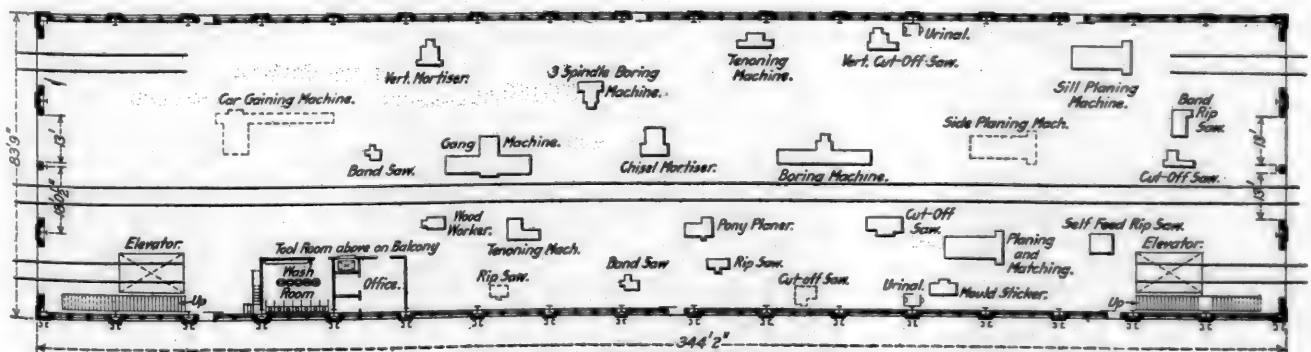 Urinal.
Vert. Mortiser.
3 Spindle Boring
Machine.
Tenoning
Machine.
Vert. Cut-Off Saw.
Sill Planing
Machine.
Car Gaining Machine.
Band
Rip
Saw.
Side Planing Mach.
83'9"
13'
Gang Machine.
Band Saw.
Chisel Mortiser.
Boring Machine.
Cut-Off Saw.
13'
13'
Wood
Worker.
Tenoning Mach.
Pony Planer.
Cut-Off
Saw.
Self Feed Rip Saw.
Elevator.
Tool Room above on Balcony
Wash
Room
Office.
Rip Saw.
Band Saw
Rip Saw.
Cut-off Saw.
Planing
and
Matching.
Elevator.
Urinal.
Mould Sticker.
Up
Up
344'2"